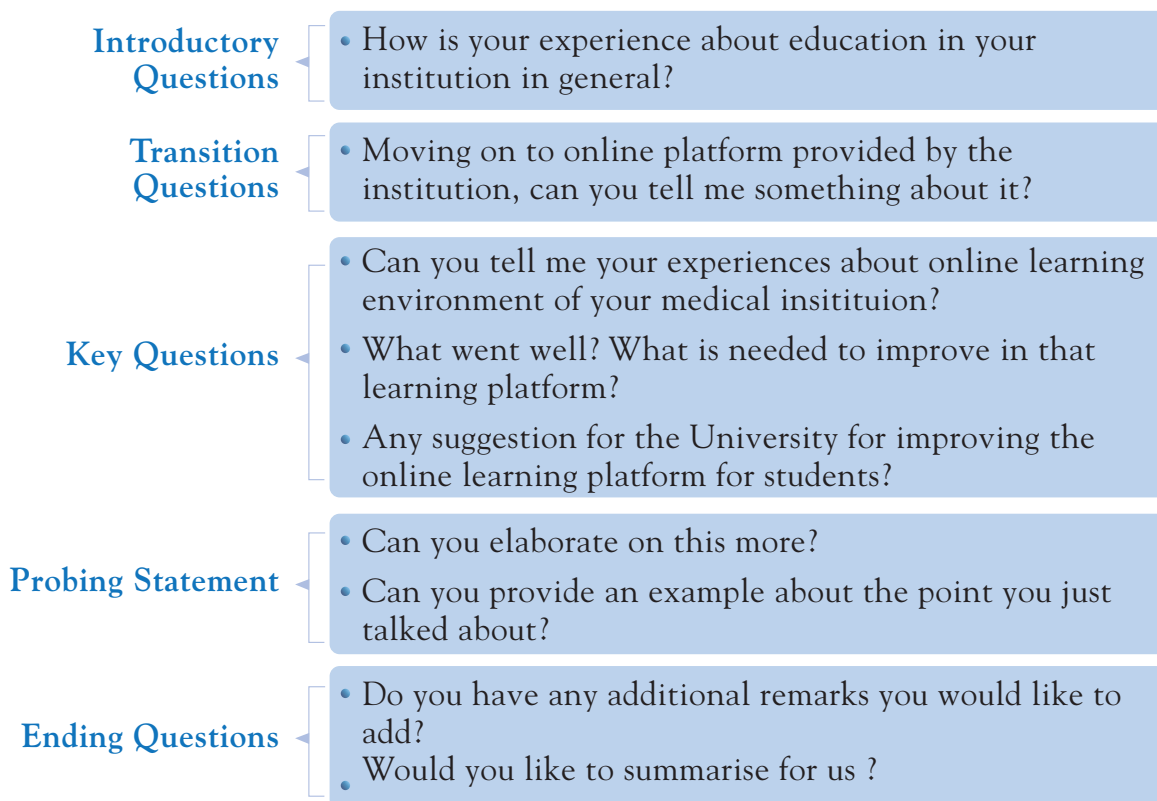 Introductory
Questions
• How is your experience about education in your
institution in general?
Transition
Questions
• Moving on to online platform provided by the
institution, can you tell me something about it?
Key Questions
• Can you tell me your experiences about online learning
environment of your medical insitituion?
• What went well? What is needed to improve in that
learning platform?
• Any suggestion for the University for improving the
online learning platform for students?
Probing Statement
• Can you elaborate on this more?
• Can you provide an example about the point you just
talked about?
Ending Questions
• Do you have any additional remarks you would like to
add?
• Would you like to summarise for us ?